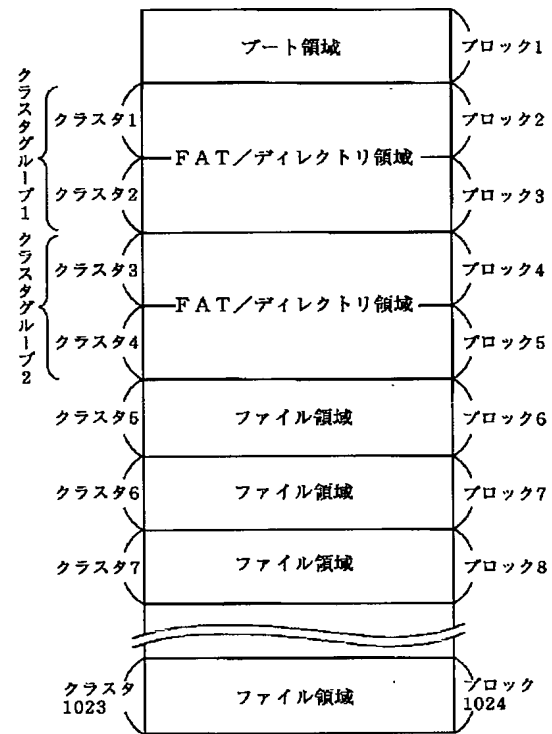 ブート領域
ブロック1
クラスタグループ1
クラスタ1
FAT／ディレクトリ領域
ブロック2
クラスタ2
ブロック3
クラスタグループ2
クラスタ3
FAT／ディレクトリ領域
ブロック4
クラスタ4
ブロック5
クラスタ5
ファイル領域
ブロック6
クラスタ6
ファイル領域
ブロック7
クラスタ7
ファイル領域
ブロック8
クラスタ
1023
ファイル領域
ブロック
1024